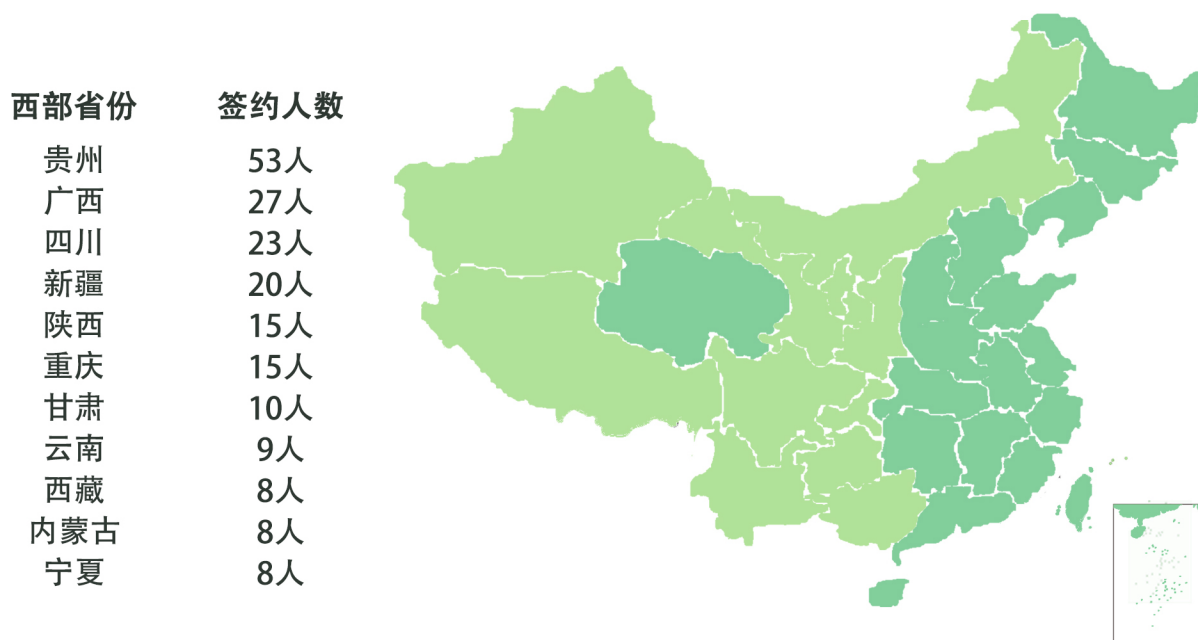 西部省份 签约人数
贵州 53人
广西 27人
四川 23人
新疆 20人
陕西 15人
重庆 15人
甘肃 10人
云南 9人
西藏 8人
内蒙古 8人
宁夏 8人